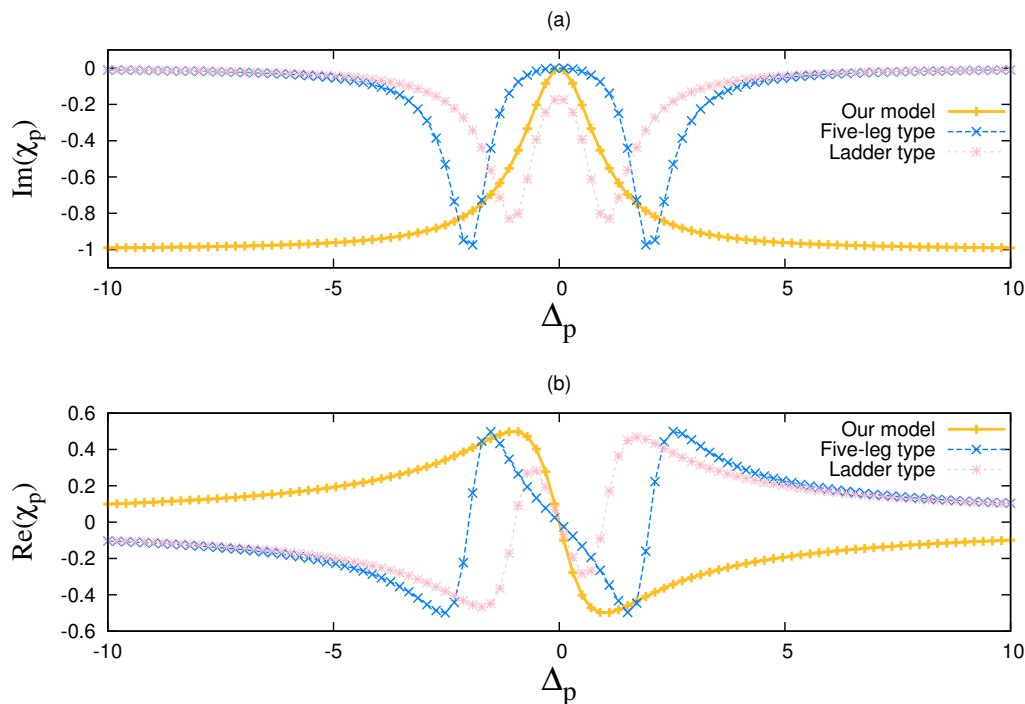 (a)
0
-0.2
-0.4
-0.6
-0.8
-1
Im(χp)
Our model
Five-leg type
Ladder type
-10
-5
0
5
10
Δp
(b)
0.6
0.4
0.2
0
-0.2
-0.4
-0.6
Re(χp)
Our model
Five-leg type
Ladder type
-10
-5
0
5
10
Δp